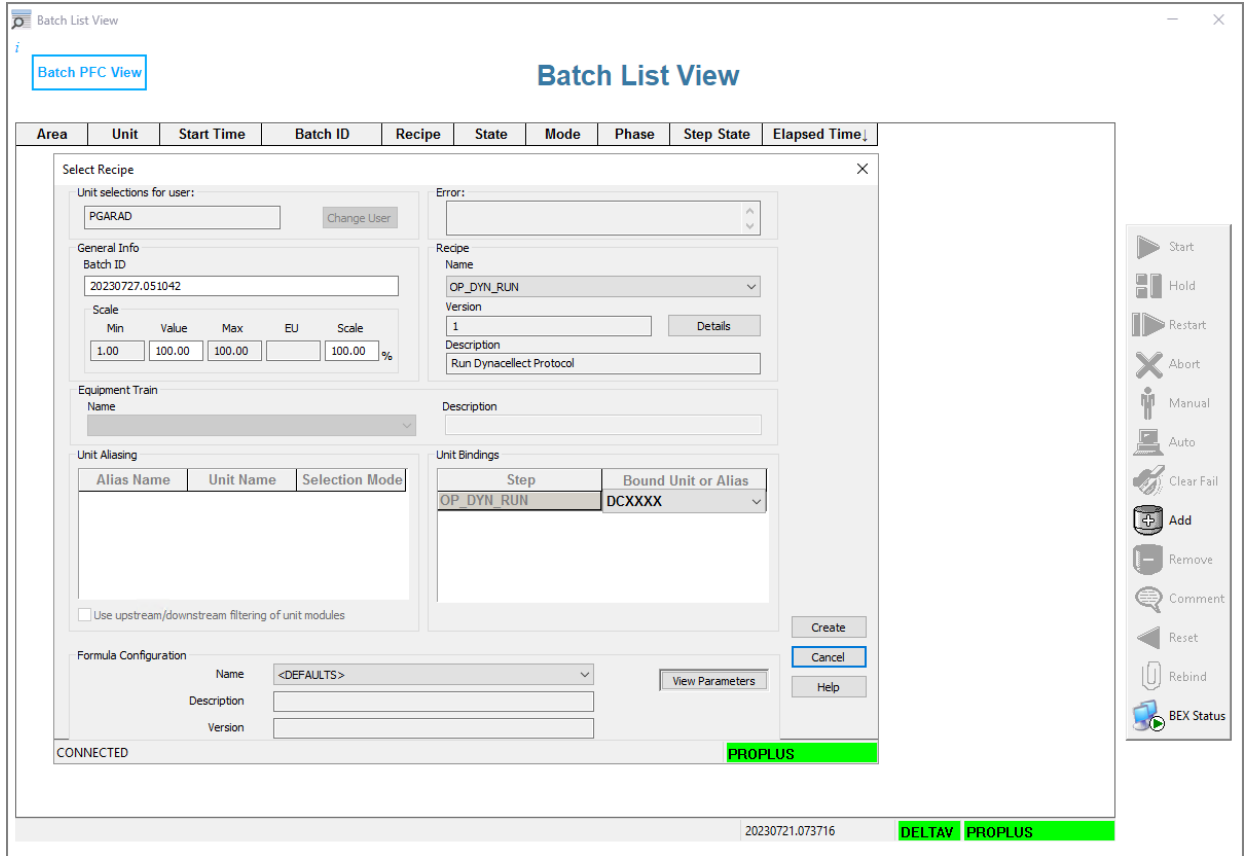 Batch List View
i
Batch PFC View
Batch List View
Area Unit Start Time Batch ID Recipe State Mode Phase Step State Elapsed Time↓
Select Recipe
Unit selections for user:
PGARAD
Change User
Error:
General Info
Batch ID
20230727.051042
Scale
Min Value Max EU Scale
1.00 100.00 100.00 100.00 %
Recipe
Name
OP_DYN_RUN
Version
1
Details
Description
Run Dynacellect Protocol
Equipment Train
Name
Description
Unit Aliasing
Alias Name Unit Name Selection Mode
Use upstream/downstream filtering of unit modules
Unit Bindings
Step Bound Unit or Alias
OP_DYN_RUN DCXXXX
Create
Cancel
Help
Formula Configuration
Name <DEFAULTS>
View Parameters
Description
Version
CONNECTED
PROPLUS
Start
Hold
Restart
Abort
Manual
Auto
Clear Fail
Add
Remove
Comment
Reset
Rebind
BEX Status
20230721.073716
DELTAV
PROPLUS